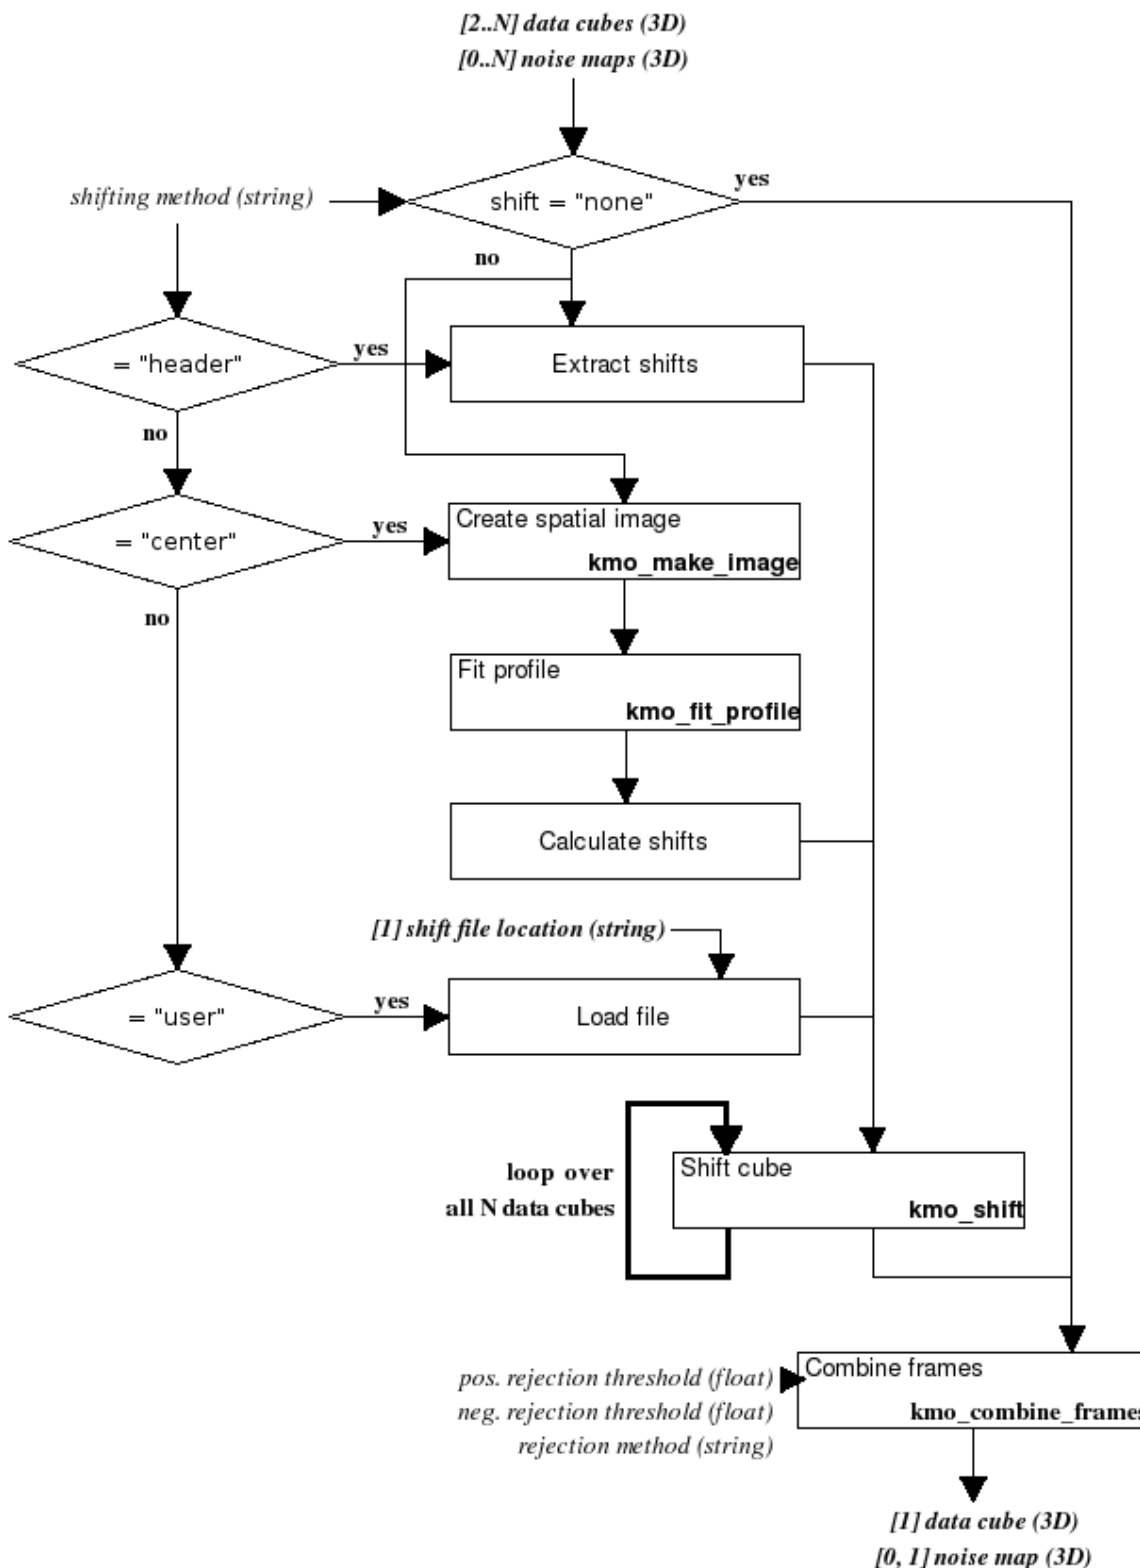 [2..N] data cubes (3D)
[0..N] noise maps (3D)
yes
shifting method (string)
shift = "none"
no
= "header"
yes
Extract shifts
no
Create spatial image
= "center"
yes
kmo_make_image
no
Fit profile
kmo_fit_profile
Calculate shifts
[1] shift file location (string)
= "user"
yes
Load file
loop over
all N data cubes
Shift cube
kmo_shift
Combine frames
kmo_combine_frames
pos. rejection threshold (float)
neg. rejection threshold (float)
rejection method (string)
[1] data cube (3D)
[0, 1] noise map (3D)